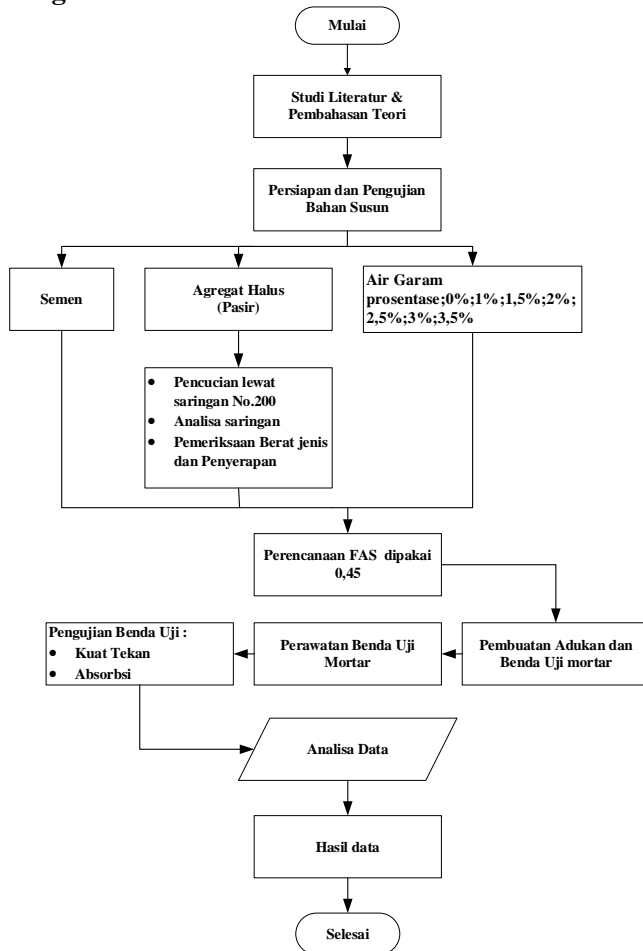 Mulai
Studi Literatur &
Pembahasan Teori
Persiapan dan Pengujian
Bahan Susun
Semen
Agregat Halus
(Pasir)
Air Garam
prosentase;0%;1%;1,5%;2%;
2,5%;3%;3,5%
• Pencucian lewat
saringan No.200
• Analisa saringan
• Pemeriksaan Berat jenis
dan Penyerapan
Perencanaan FAS dipakai
0,45
Pengujian Benda Uji :
• Kuat Tekan
• Absorbsi
Perawatan Benda Uji
Mortar
Pembuatan Adukan dan
Benda Uji mortar
Analisa Data
Hasil data
Selesai